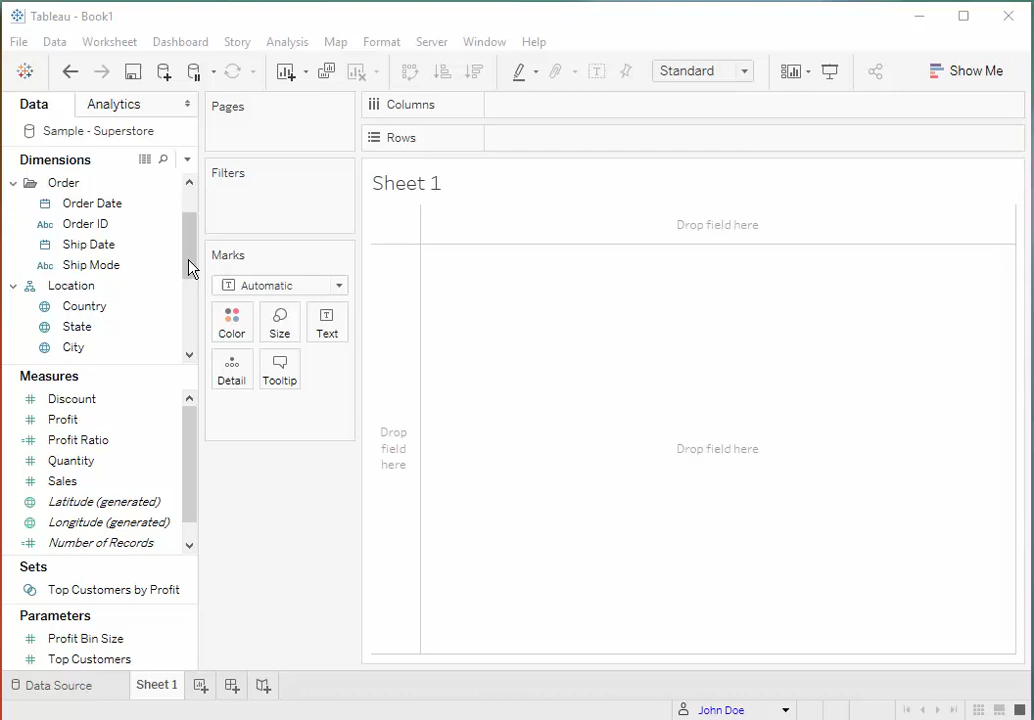 Tableau - Book1
File Data Worksheet Dashboard Story Analysis Map Format Server Window Help
Standard
Show Me
Data Analytics
Sample - Superstore
Dimensions
Order
Order Date
Abc Order ID
Ship Date
Abc Ship Mode
Location
Country
State
City
Measures
Discount
Profit
Profit Ratio
Quantity
Sales
Latitude (generated)
Longitude (generated)
Number of Records
Sets
Top Customers by Profit
Parameters
Profit Bin Size
Top Customers
Pages
Filters
Marks
Automatic
Color Size Text
Detail Tooltip
Columns
Rows
Sheet 1
Drop field here
Drop
field
here
Drop field here
Data Source
Sheet 1
John Doe